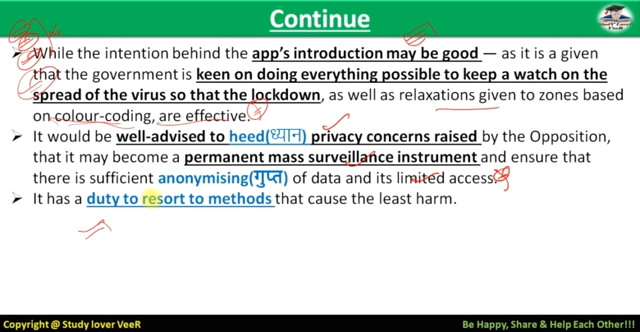 Continue
While the intention behind the app's introduction may be good — as it is a given
that the government is keen on doing everything possible to keep a watch on the
spread of the virus so that the lockdown, as well as relaxations given to zones based
on colour-coding, are effective.
It would be well-advised to heed(ध्यान) privacy concerns raised by the Opposition,
that it may become a permanent mass surveillance instrument and ensure that
there is sufficient anonymising(गुप्त) of data and its limited access.
It has a duty to resort to methods that cause the least harm.
Copyright @ Study lover VeeR
Be Happy, Share & Help Each Other!!!